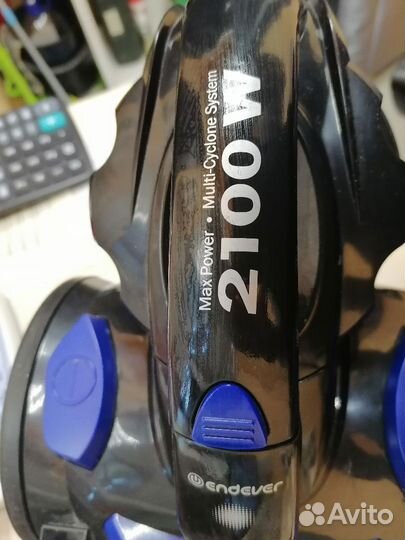 Max Power • Multi-Cyclone System
2100 W
endever
Avito